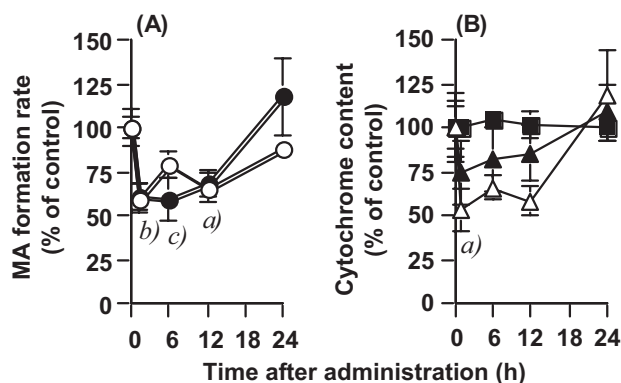 (A)
MA formation rate
(% of control)
150
125
100
75
50
25
0
b)
c)
a)
0 6 12 18 24
(B)
Cytochrome content
(% of control)
150
125
100
75
50
25
0
a)
0 6 12 18 24
Time after administration (h)